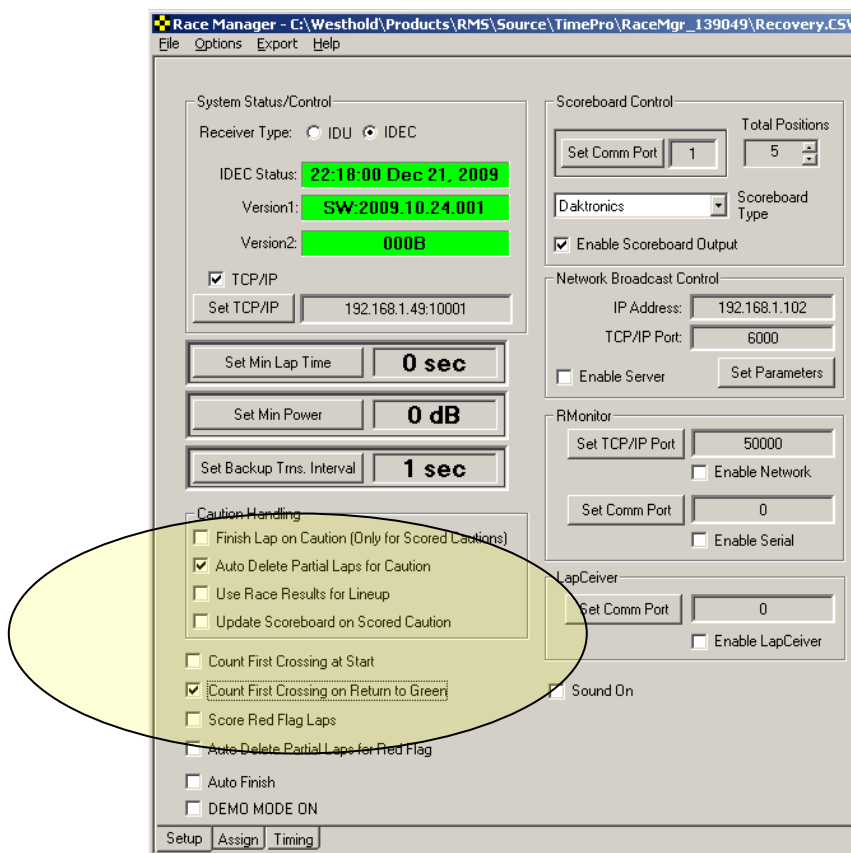 Race Manager - C:\Westhold\Products\RMS\Source\TimePro\RaceMgr_139049\Recovery.CSV
File Options Export Help
System Status/Control
Receiver Type: IDU IDEC
IDEC Status: 22:18:00 Dec 21, 2009
Version1: SW:2009.10.24.001
Version2: 000B
TCP/IP
Set TCP/IP 192.168.1.49:10001
Set Min Lap Time 0 sec
Set Min Power 0 dB
Set Backup Trns. Interval 1 sec
Caution Handling
Finish Lap on Caution (Only for Scored Cautions)
Auto Delete Partial Laps for Caution
Use Race Results for Lineup
Update Scoreboard on Scored Caution
Count First Crossing at Start
Count First Crossing on Return to Green
Score Red Flag Laps
Auto Delete Partial Laps for Red Flag
Auto Finish
DEMO MODE ON
Scoreboard Control
Total Positions
Set Comm Port 1 5
Daktronics Scoreboard Type
Enable Scoreboard Output
Network Broadcast Control
IP Address: 192.168.1.102
TCP/IP Port: 6000
Enable Server Set Parameters
RMonitor
Set TCP/IP Port 50000
Enable Network
Set Comm Port 0
Enable Serial
LapCeiver
Set Comm Port 0
Enable LapCeiver
Sound On
Setup Assign Timing